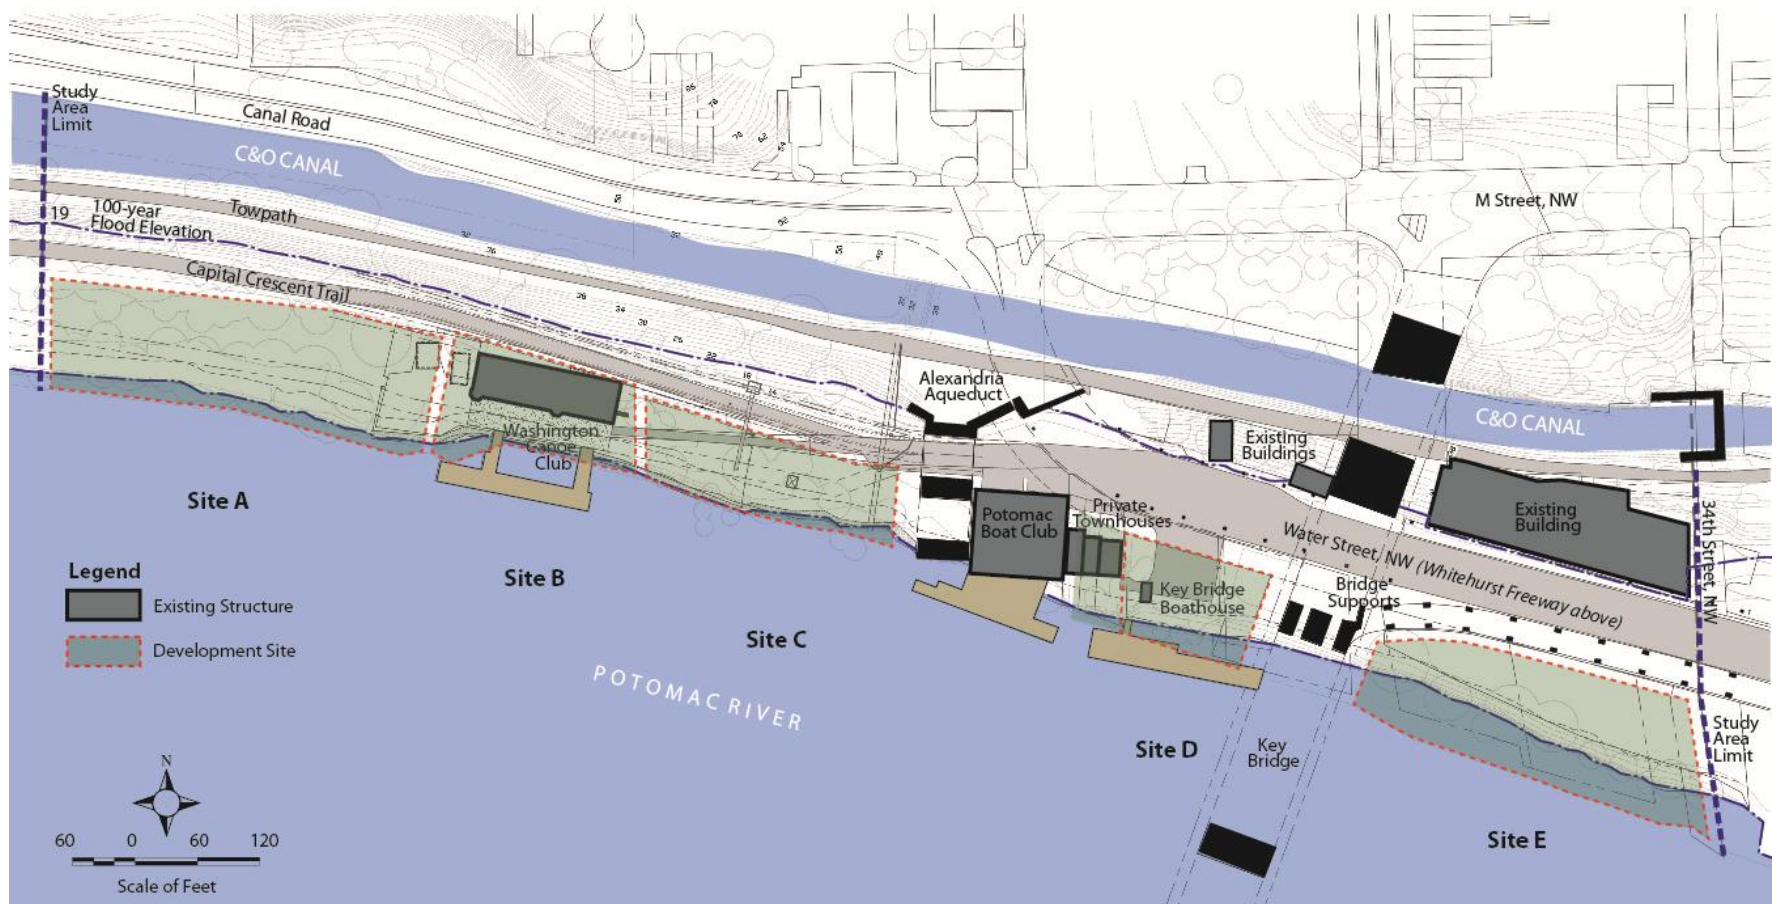 Study
Area
Limit
Canal Road
C&O CANAL
M Street, NW
Towpath
19
100-year
Flood Elevation
Capital Crescent Trail
Alexandria
Aqueduct
C&O CANAL
Existing
Buildings
Washington
Canoe
Club
Site A
Potomac
Boat Club
Private
Townhouses
Existing
Building
34th Street, NW
Water Street, NW (Whitehurst Freeway above)
Legend
Existing Structure
Development Site
Site B
Site C
Key Bridge
Boathouse
Bridge
Supports
POTOMAC RIVER
Site D
Key
Bridge
Study
Area
Limit
Site E
N
60 0 60 120
Scale of Feet